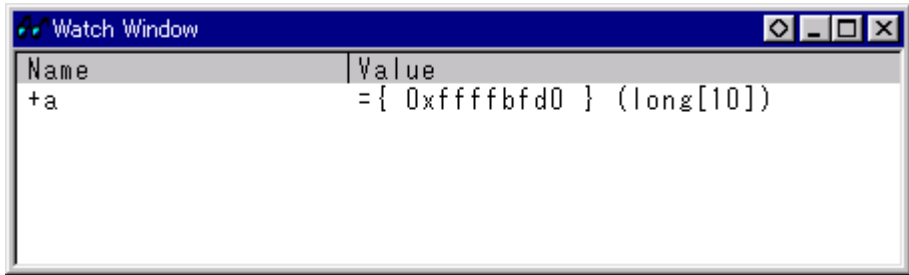 Watch Window
Name Value
+a ={ 0xffffbfd0 } (long[10])